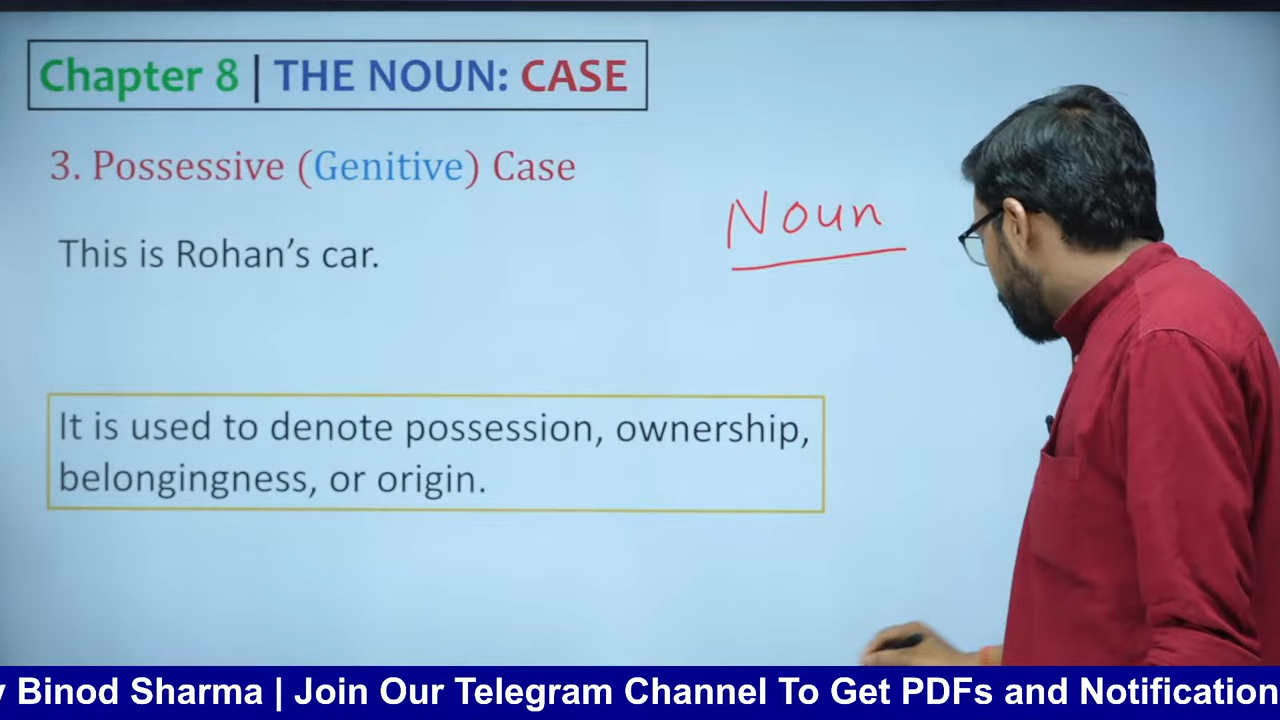 Chapter 8 | THE NOUN: CASE
3. Possessive (Genitive) Case
Noun
This is Rohan’s car.
It is used to denote possession, ownership,
belongingness, or origin.
y Binod Sharma | Join Our Telegram Channel To Get PDFs and Notification